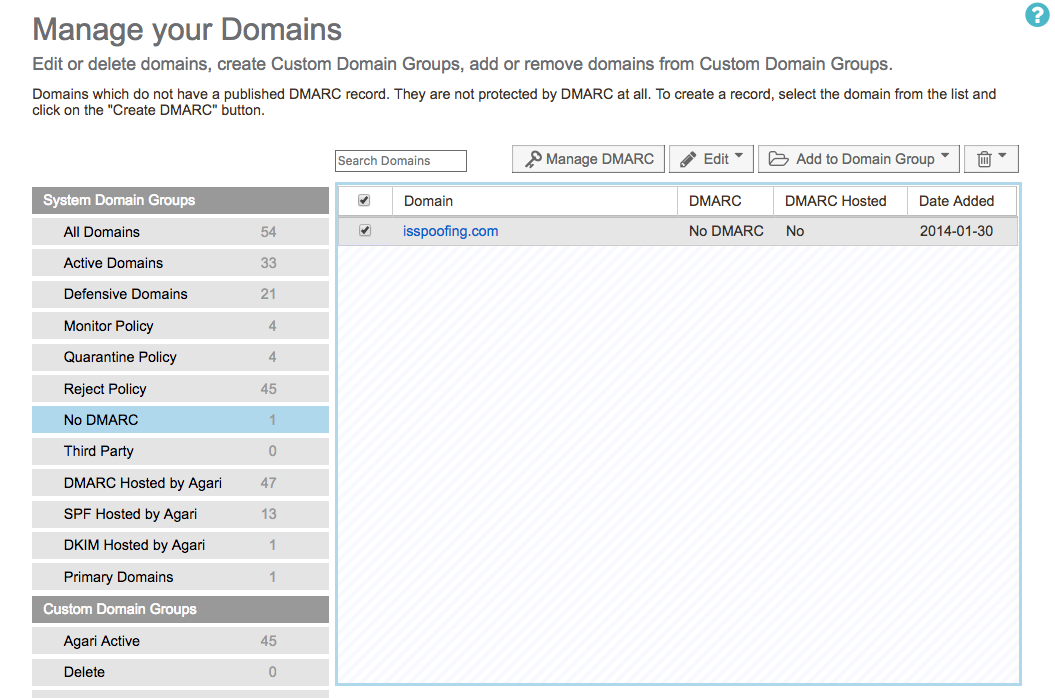 Manage your Domains
?
Edit or delete domains, create Custom Domain Groups, add or remove domains from Custom Domain Groups.
Domains which do not have a published DMARC record. They are not protected by DMARC at all. To create a record, select the domain from the list and
click on the "Create DMARC" button.
Search Domains
Manage DMARC
Edit
Add to Domain Group
System Domain Groups
All Domains 54
Active Domains 33
Defensive Domains 21
Monitor Policy 4
Quarantine Policy 4
Reject Policy 45
No DMARC 1
Third Party 0
DMARC Hosted by Agari 47
SPF Hosted by Agari 13
DKIM Hosted by Agari 1
Primary Domains 1
Custom Domain Groups
Agari Active 45
Delete 0
Domain DMARC DMARC Hosted Date Added
isspoofing.com No DMARC No 2014-01-30